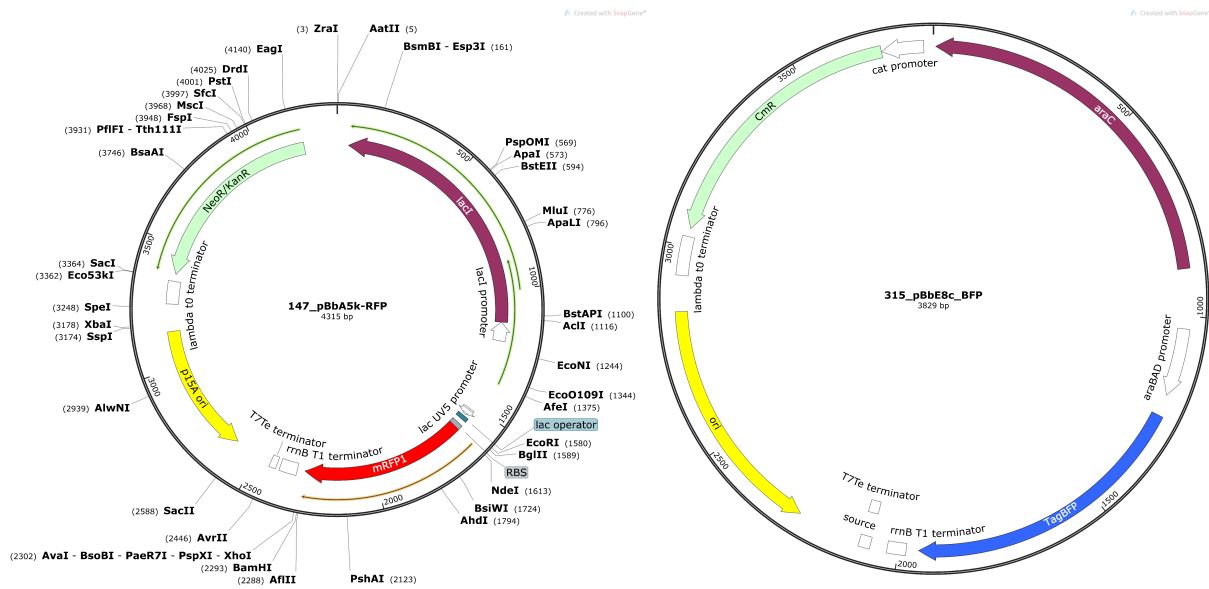 Created with SnapGene®
(3) ZraI
AatII (5)
BsmBI - Esp3I (161)
(4140) EagI
(4025) DrdI
(4001) PstI
(3997) SfcI
(3968) MscI
(3948) FspI
(3931) PflFI - Tth111I
(3746) BsaAI
PspOMI (569)
ApaI (573)
BstEII (594)
MluI (776)
ApaLI (796)
(3364) SacI
(3362) Eco53kI
(3248) SpeI
(3178) XbaI
(3174) SspI
(2939) AlwNI
BstAPI (1100)
AclI (1116)
EcoNI (1244)
EcoO109I (1344)
AfeI (1375)
lac operator
EcoRI (1580)
BglII (1589)
RBS
NdeI (1613)
BsiWI (1724)
AhdI (1794)
(2588) SacII
(2446) AvrII
(2302) AvaI - BsoBI - PaeR7I - PspXI - XhoI
(2293) BamHI
(2288) AflII
PshAI (2123)
500
1000
1500
2000
2500
3000
3500
4000
NeoR/KanR
lacI
lacI promoter
lambda t0 terminator
p15A ori
T7Te terminator
rrnB T1 terminator
lac UV5 promoter
mRFP1
147_pBbA5k-RFP
4315 bp
Created with SnapGene®
cat promoter
CmR
araC
500
1000
1500
2000
2500
3000
3500
lambda t0 terminator
araBAD promoter
ori
T7Te terminator
source
rrnB T1 terminator
TagBFP
315_pBbE8c_BFP
3829 bp